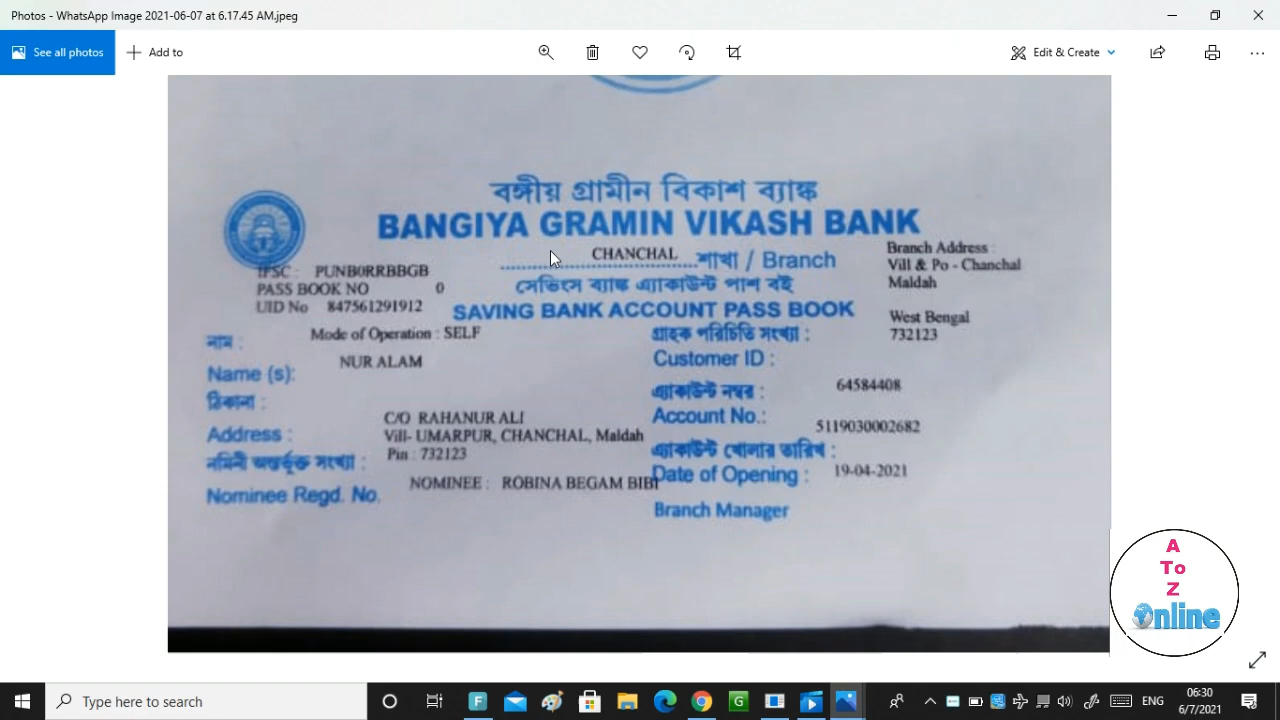 Photos - WhatsApp Image 2021-06-07 at 6.17.45 AM.jpeg
See all photos
Add to
Edit & Create
বঙ্গীয় গ্রামীন বিকাশ ব্যাঙ্ক
BANGIYA GRAMIN VIKASH BANK
CHANCHAL শাখা / Branch
সেভিংস ব্যাঙ্ক এ্যাকাউন্ট পাশ বই
SAVING BANK ACCOUNT PASS BOOK
Branch Address :
Vill & Po - Chanchal
Maldah
West Bengal
732123
IFSC : PUNB0RRBBGB
PASS BOOK NO 0
UID No 847561291912
Mode of Operation : SELF
নাম :
NUR ALAM
Name (s):
ঠিকানা :
C/O RAHANUR ALI
Address : Vill- UMARPUR, CHANCHAL, Maldah
Pin : 732123
নমিনী অন্তর্ভূক্ত সংখ্যা :
NOMINEE : ROBINA BEGAM BIBI
Nominee Regd. No.
গ্রাহক পরিচিতি সংখ্যা :
Customer ID :
64584408
এ্যাকাউন্ট নম্বর :
Account No.:
5119030002682
এ্যাকাউন্ট খোলার তারিখ :
Date of Opening : 19-04-2021
Branch Manager
A
To
Z
Online
Type here to search
ENG
06:30
6/7/2021